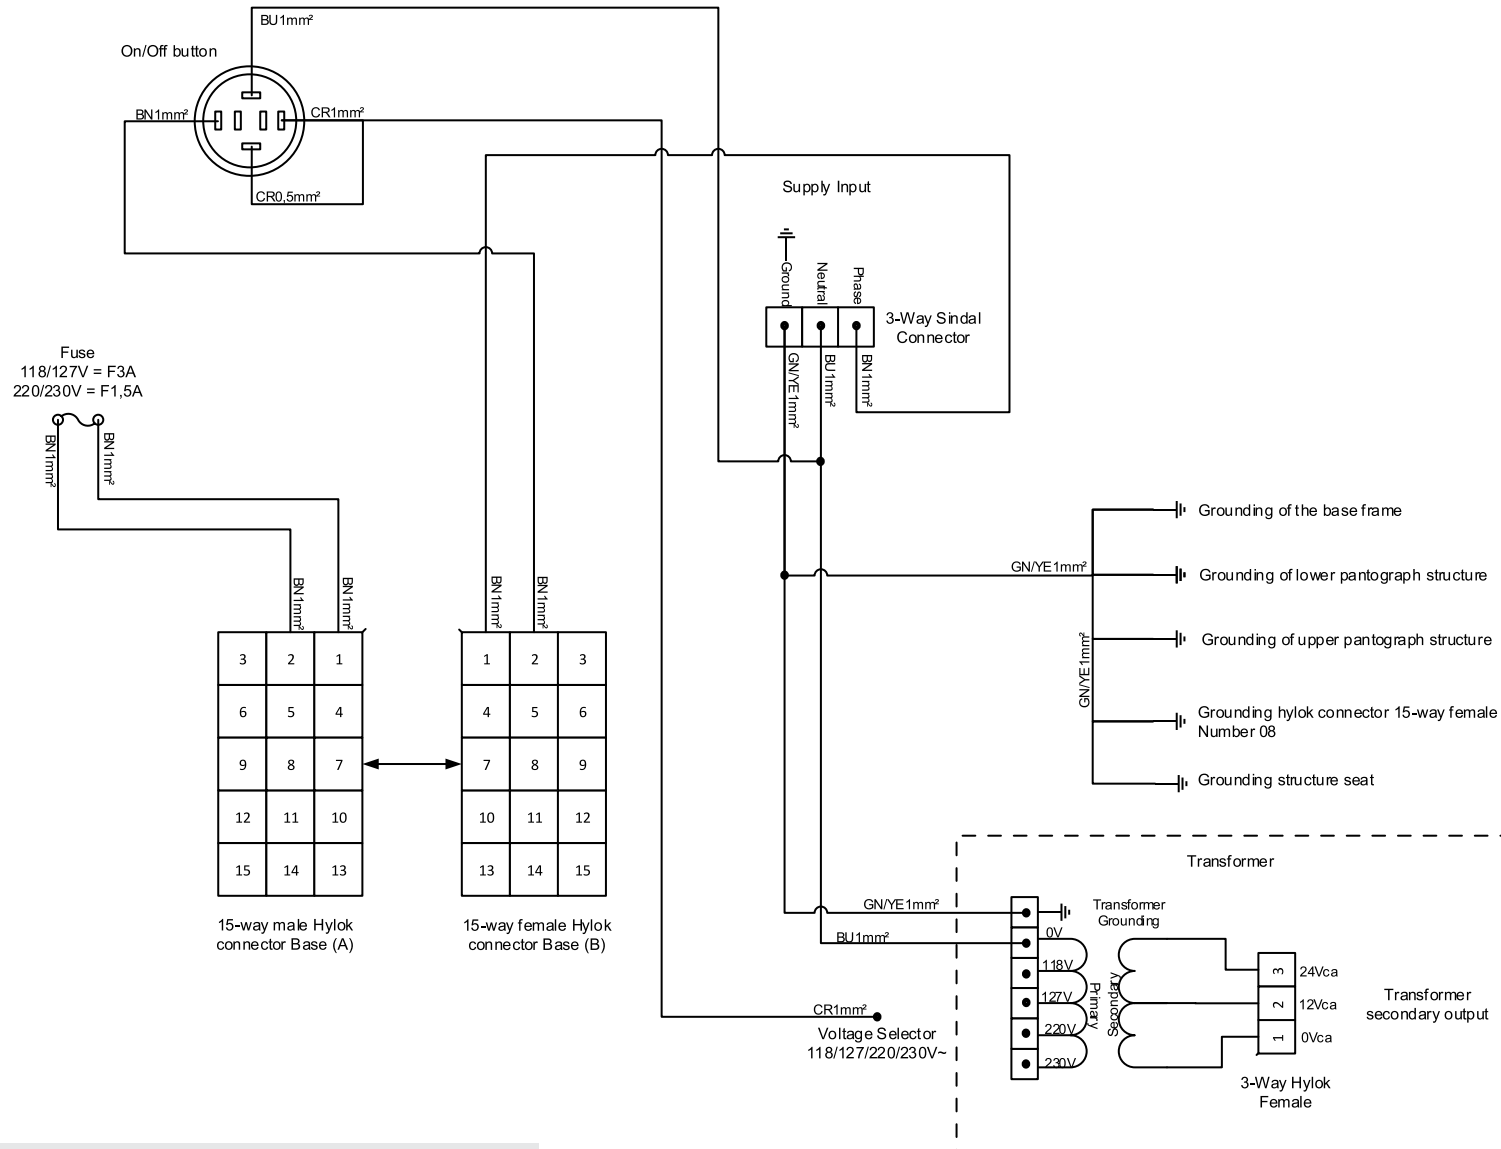 BU1mm²
On/Off button
BN1mm²
CR1mm²
CR0,5mm²
Supply Input
Ground
Neutral
Phase
3-Way Sindal
Connector
GN/YE1mm²
BU1mm²
BN1mm²
Fuse
118/127V = F3A
220/230V = F1,5A
BN1mm²
BN1mm²
BN1mm²
BN1mm²
BN1mm²
BN1mm²
3 2 1
6 5 4
9 8 7
12 11 10
15 14 13
15-way male Hylok
connector Base (A)
1 2 3
4 5 6
7 8 9
10 11 12
13 14 15
15-way female Hylok
connector Base (B)
GN/YE1mm²
GN/YE1mm²
Grounding of the base frame
Grounding of lower pantograph structure
Grounding of upper pantograph structure
Grounding hylok connector 15-way female
Number 08
Grounding structure seat
Transformer
GN/YE1mm²
BU1mm²
Transformer
Grounding
0V
118V
127V
220V
230V
Primary
Secundary
3 24Vca
2 12Vca
1 0Vca
Transformer
secondary output
3-Way Hylok
Female
CR1mm²
Voltage Selector
118/127/220/230V~